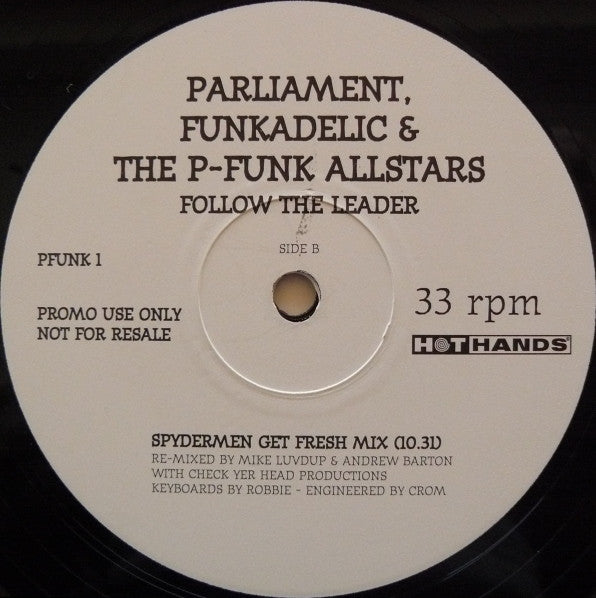 PARLIAMENT,
FUNKADELIC &
THE P-FUNK ALLSTARS
FOLLOW THE LEADER
SIDE B
PFUNK 1
33 rpm
PROMO USE ONLY
NOT FOR RESALE
HOT HANDS
SPYDERMEN GET FRESH MIX (10.31)
RE-MIXED BY MIKE LUVDUP & ANDREW BARTON
WITH CHECK YER HEAD PRODUCTIONS
KEYBOARDS BY ROBBIE - ENGINEERED BY CROM